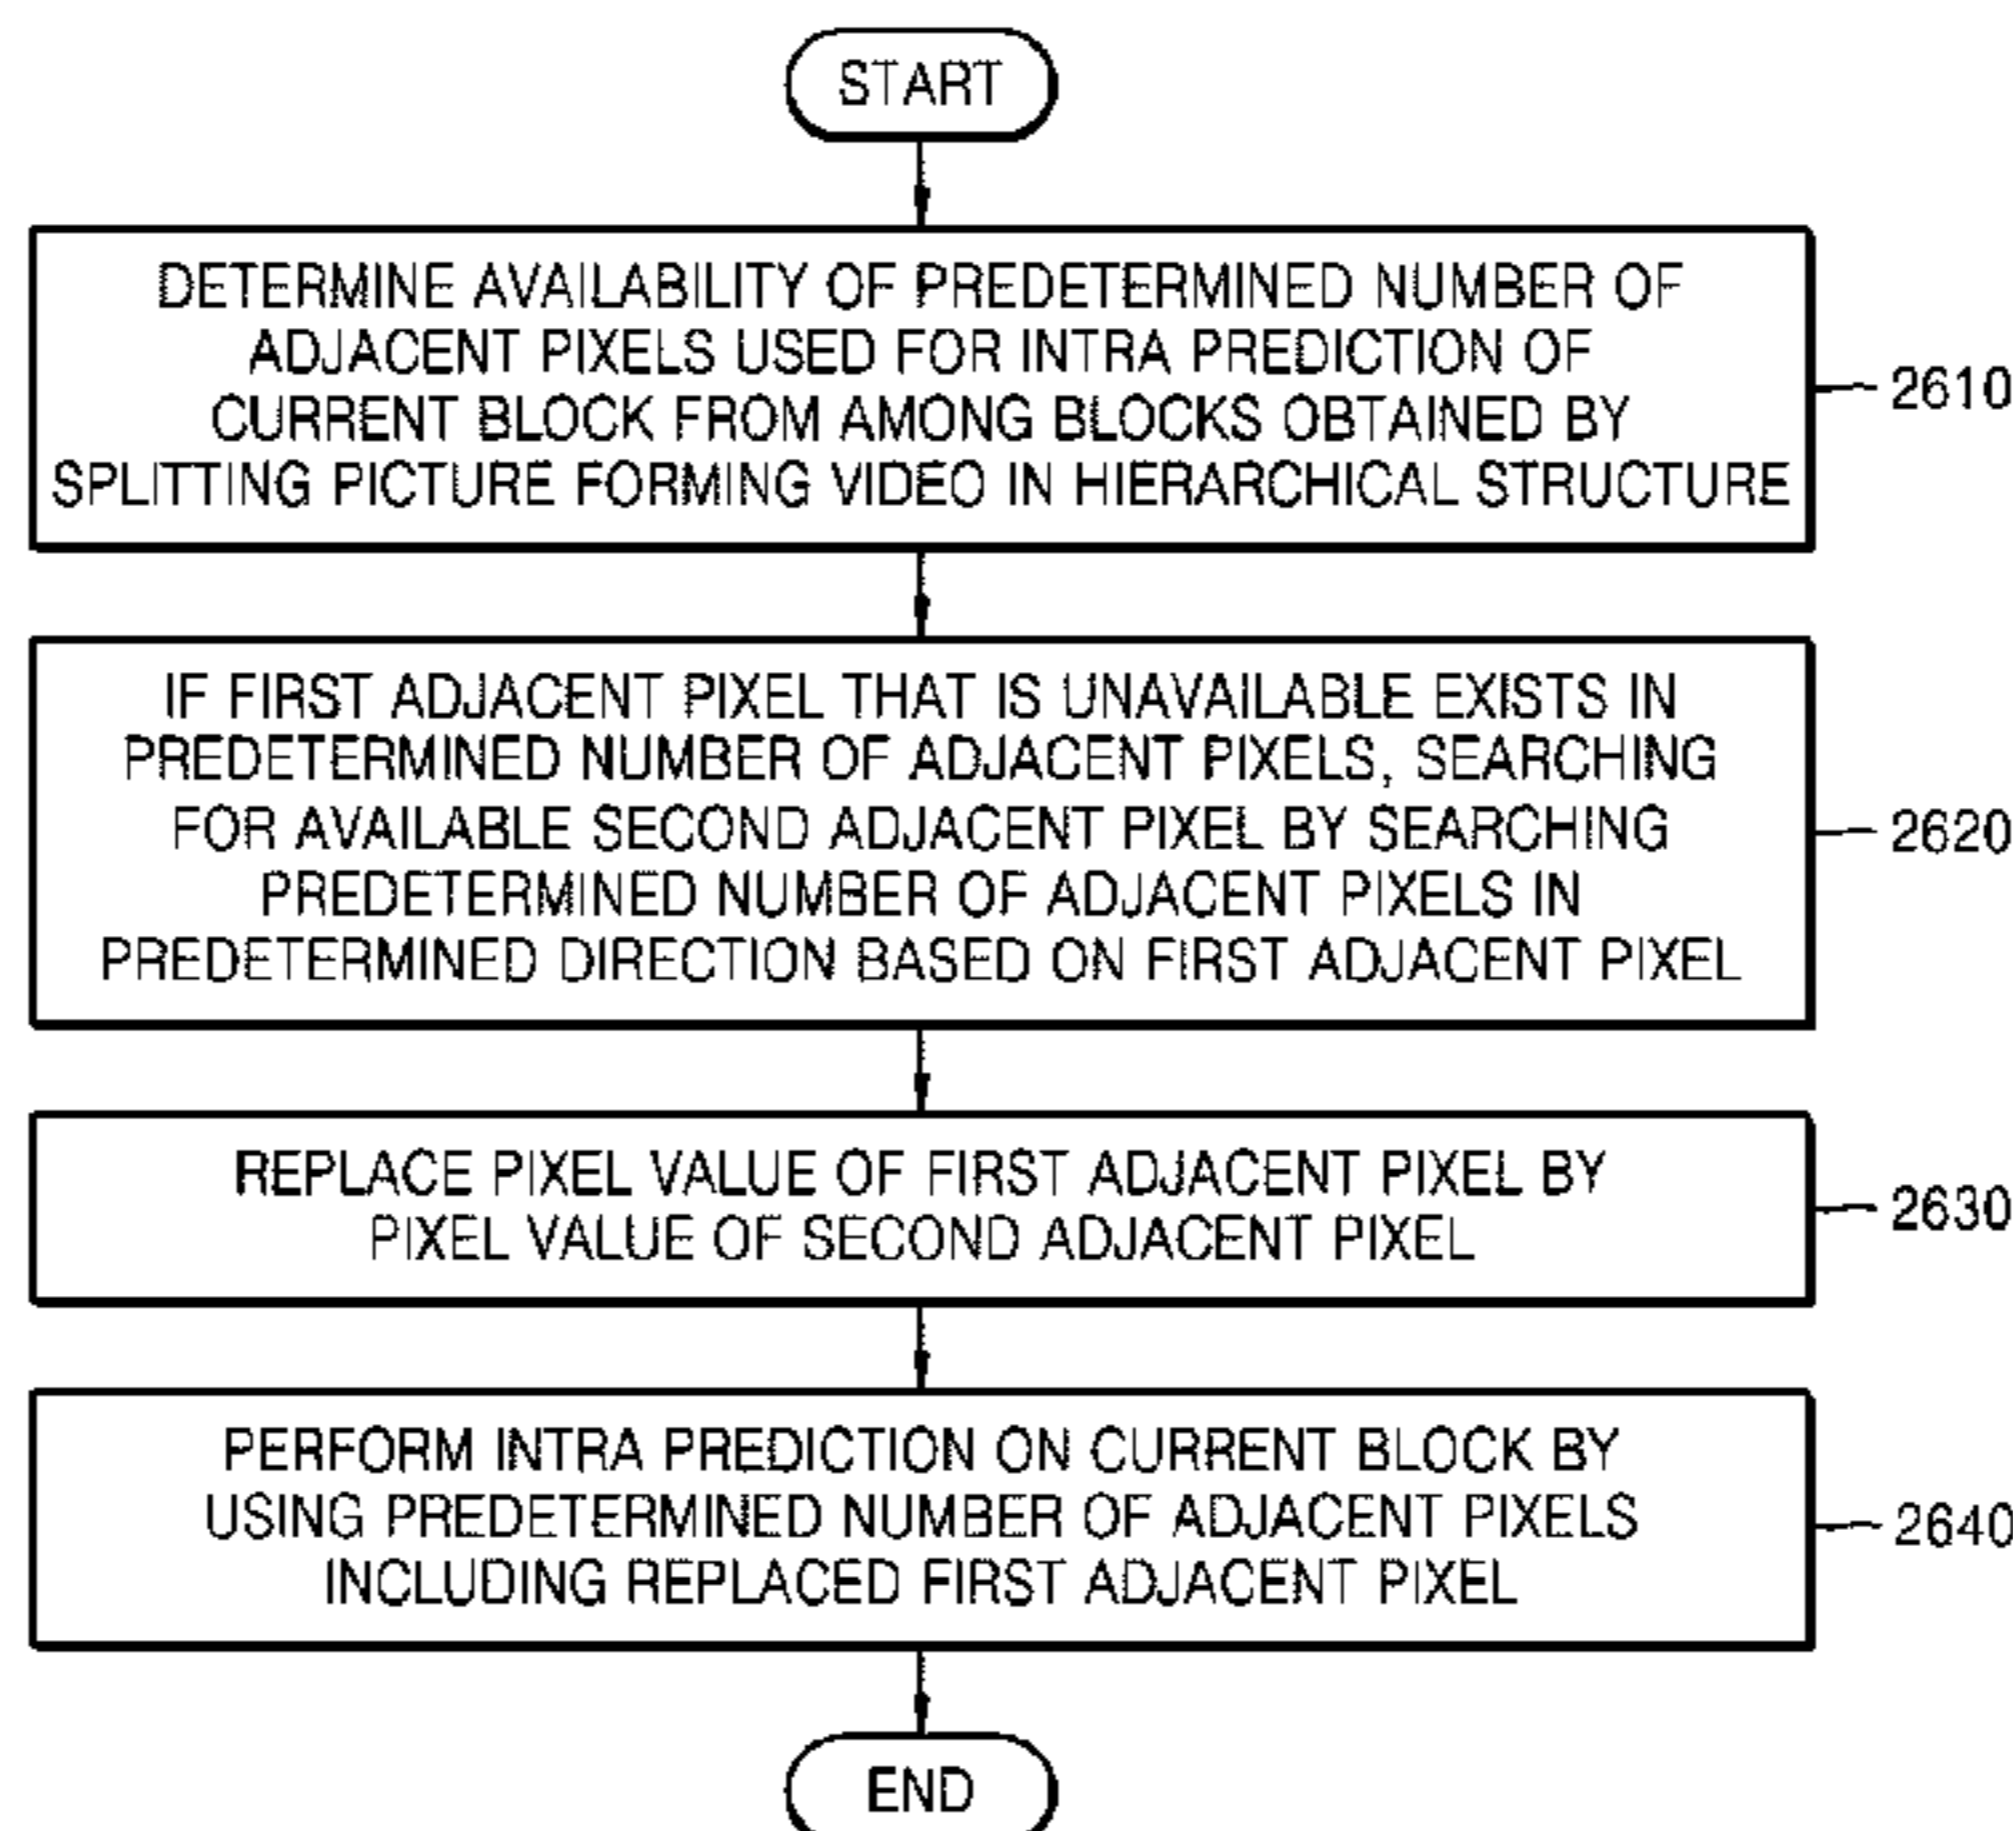 START
DETERMINE AVAILABILITY OF PREDETERMINED NUMBER OF
ADJACENT PIXELS USED FOR INTRA PREDICTION OF
CURRENT BLOCK FROM AMONG BLOCKS OBTAINED BY
SPLITTING PICTURE FORMING VIDEO IN HIERARCHICAL STRUCTURE
2610
IF FIRST ADJACENT PIXEL THAT IS UNAVAILABLE EXISTS IN
PREDETERMINED NUMBER OF ADJACENT PIXELS, SEARCHING
FOR AVAILABLE SECOND ADJACENT PIXEL BY SEARCHING
PREDETERMINED NUMBER OF ADJACENT PIXELS IN
PREDETERMINED DIRECTION BASED ON FIRST ADJACENT PIXEL
2620
REPLACE PIXEL VALUE OF FIRST ADJACENT PIXEL BY
PIXEL VALUE OF SECOND ADJACENT PIXEL
2630
PERFORM INTRA PREDICTION ON CURRENT BLOCK BY
USING PREDETERMINED NUMBER OF ADJACENT PIXELS
INCLUDING REPLACED FIRST ADJACENT PIXEL
2640
END